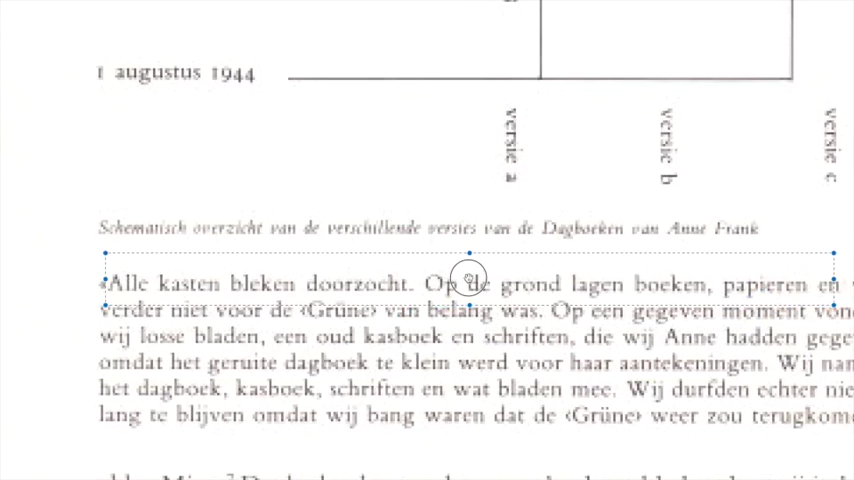 1 augustus 1944
versie a
versie b
versie c
Schematisch overzicht van de verschillende versies van de Dagboeken van Anne Frank
‹Alle kasten bleken doorzocht. Op de grond lagen boeken, papieren en
verder niet voor de ‹Grüne› van belang was. Op een gegeven moment
wij losse bladen, een oud kasboek en schriften, die wij Anne hadden
omdat het geruite dagboek te klein werd voor haar aantekeningen. Wij
het dagboek, kasboek, schriften en wat bladen mee. Wij durfden echter
lang te blijven omdat wij bang waren dat de ‹Grüne› weer zou